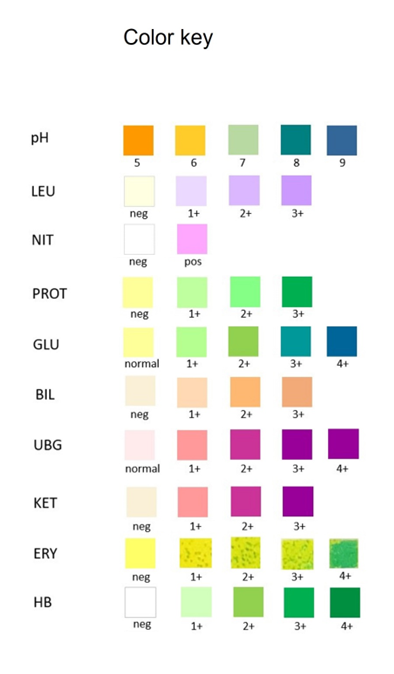 Color key
pH
5 6 7 8 9
LEU
neg 1+ 2+ 3+
NIT
neg pos
PROT
neg 1+ 2+ 3+
GLU
normal 1+ 2+ 3+ 4+
BIL
neg 1+ 2+ 3+
UBG
normal 1+ 2+ 3+ 4+
KET
neg 1+ 2+ 3+
ERY
neg 1+ 2+ 3+ 4+
HB
neg 1+ 2+ 3+ 4+